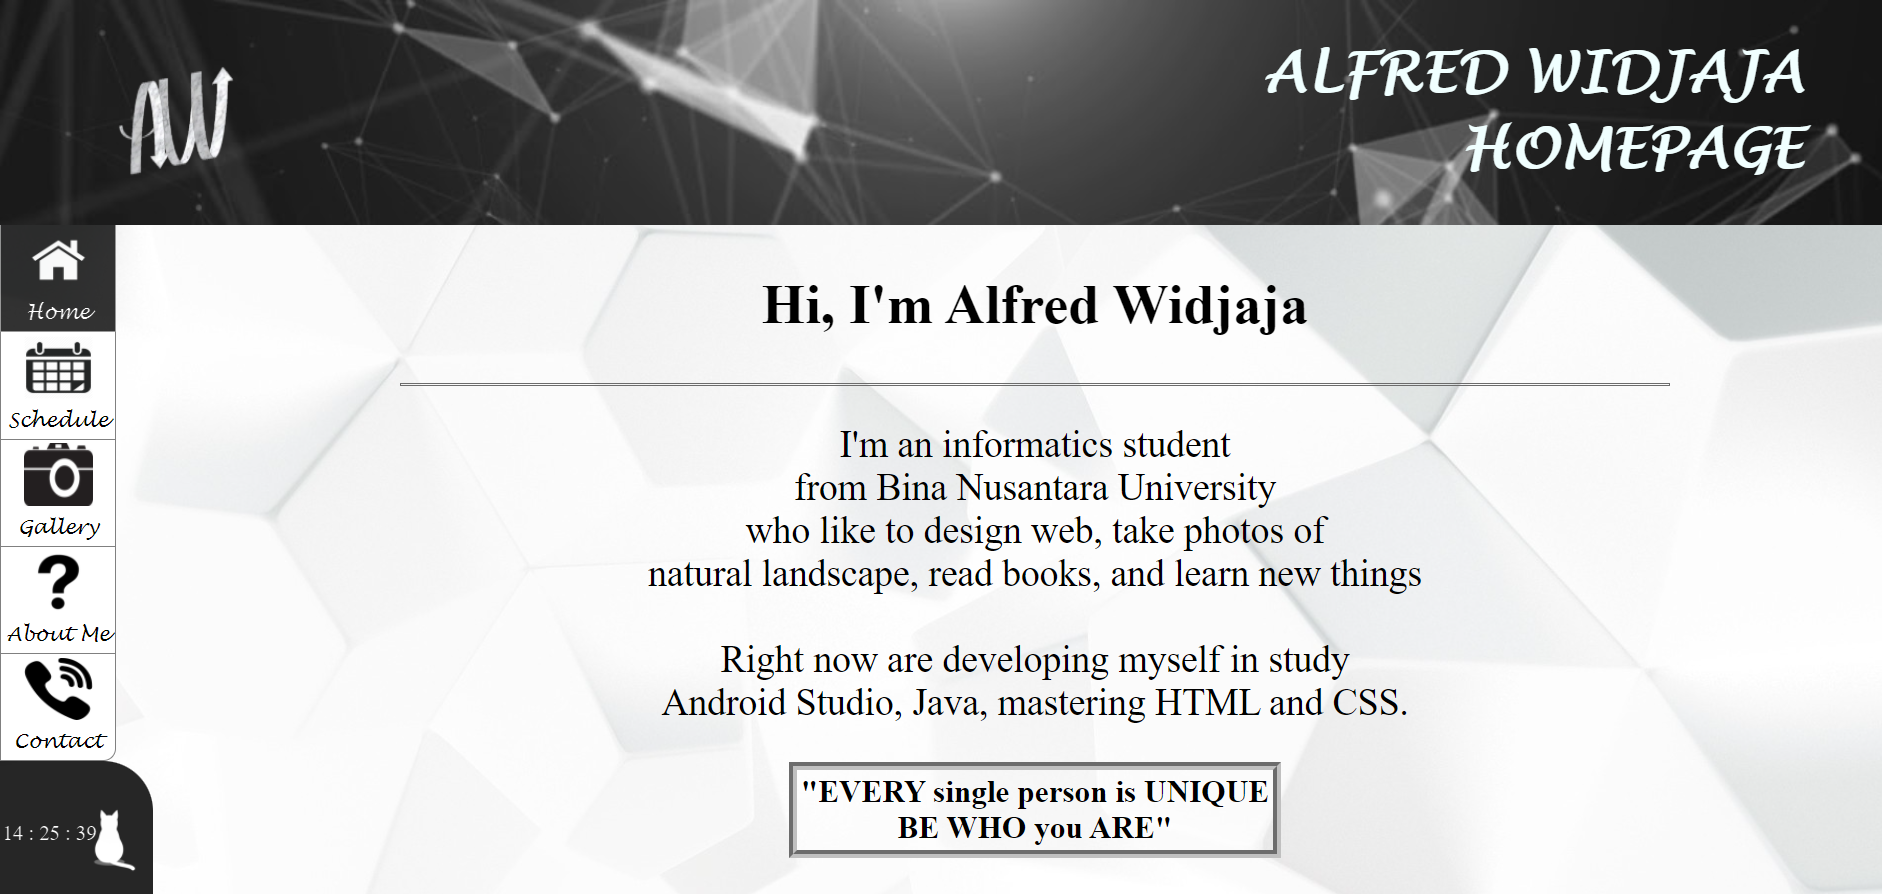 AW
ALFRED WIDJAJA
HOMEPAGE
Home
Schedule
Gallery
About Me
Contact
14 : 25 : 39
Hi, I'm Alfred Widjaja
I'm an informatics student
from Bina Nusantara University
who like to design web, take photos of
natural landscape, read books, and learn new things
Right now are developing myself in study
Android Studio, Java, mastering HTML and CSS.
"EVERY single person is UNIQUE
BE WHO you ARE"